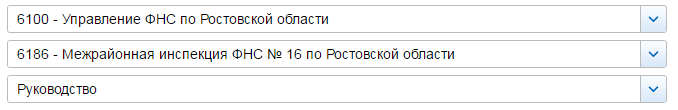 6100 - Управление ФНС по Ростовской области
6186 - Межрайонная инспекция ФНС № 16 по Ростовской области
Руководство